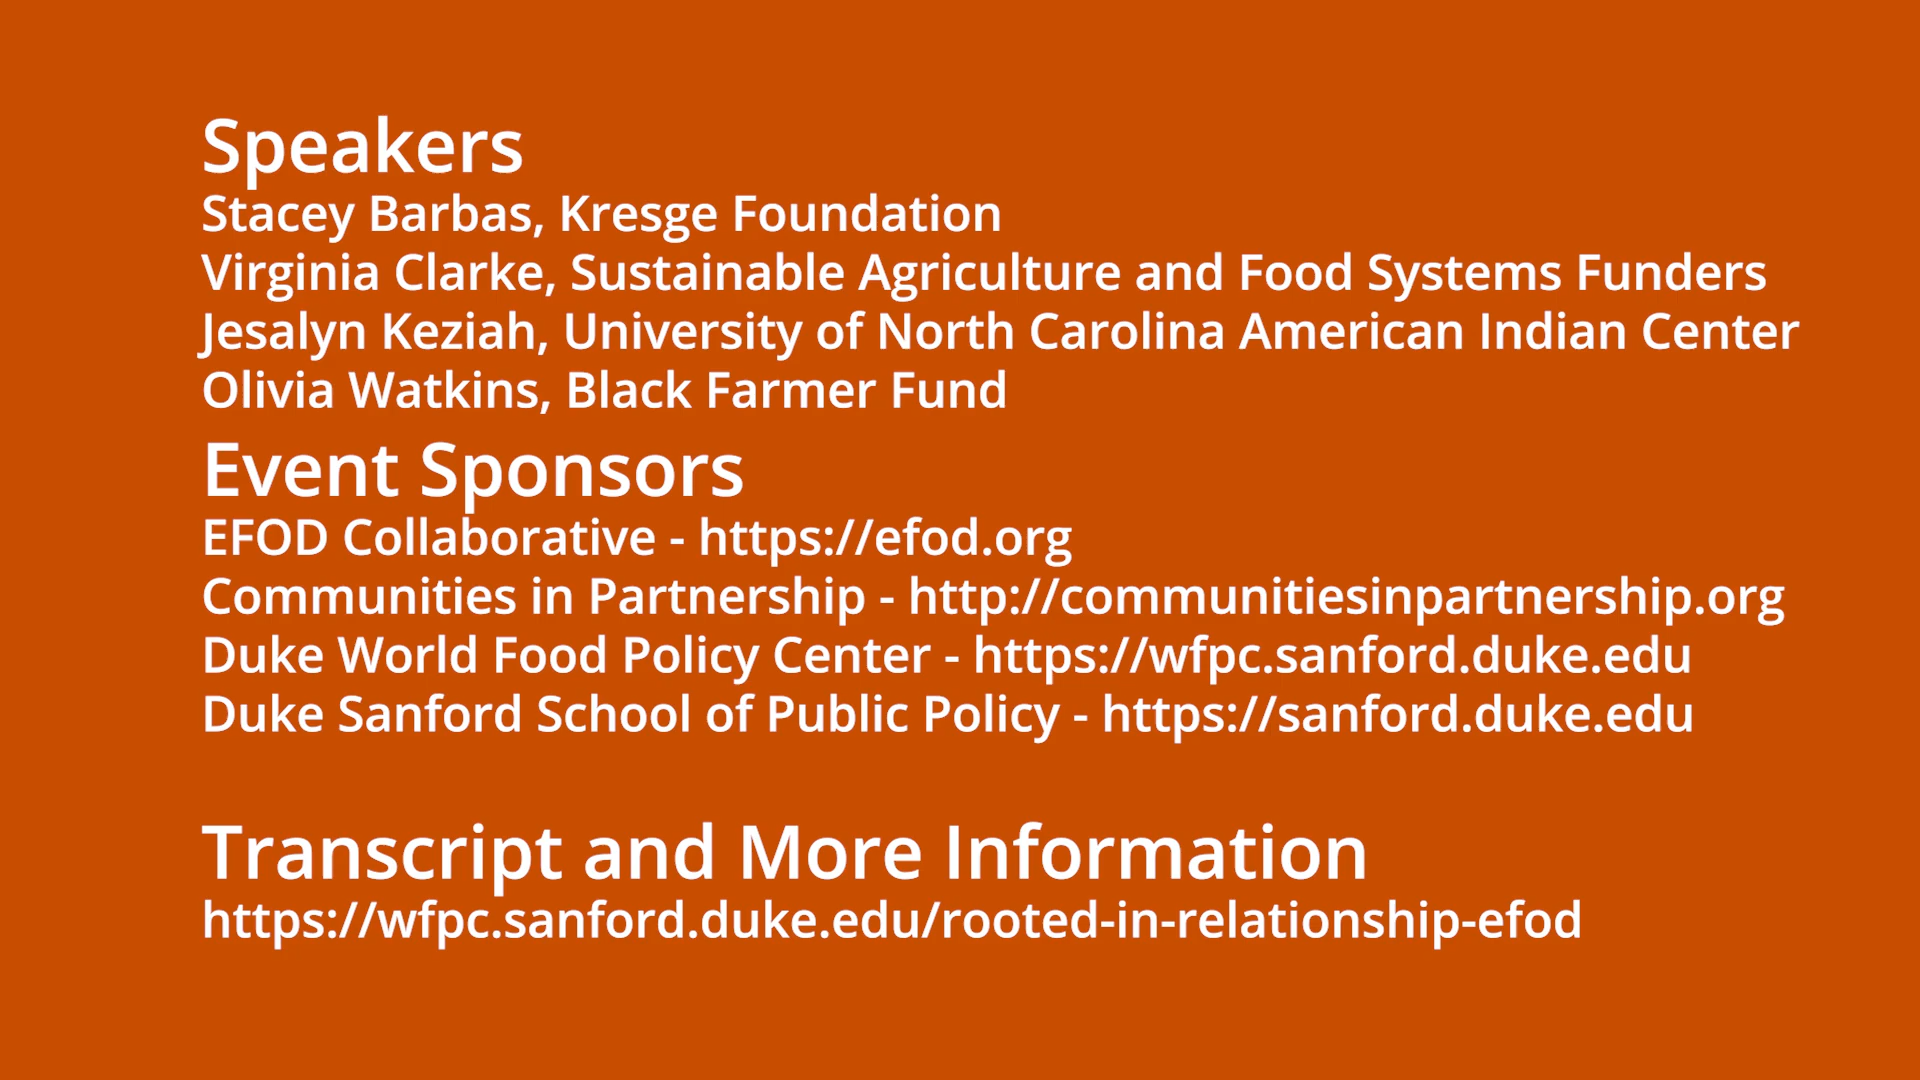 Speakers
Stacey Barbas, Kresge Foundation
Virginia Clarke, Sustainable Agriculture and Food Systems Funders
Jesalyn Keziah, University of North Carolina American Indian Center
Olivia Watkins, Black Farmer Fund
Event Sponsors
EFOD Collaborative - https://efod.org
Communities in Partnership - http://communitiesinpartnership.org
Duke World Food Policy Center - https://wfpc.sanford.duke.edu
Duke Sanford School of Public Policy - https://sanford.duke.edu
Transcript and More Information
https://wfpc.sanford.duke.edu/rooted-in-relationship-efod